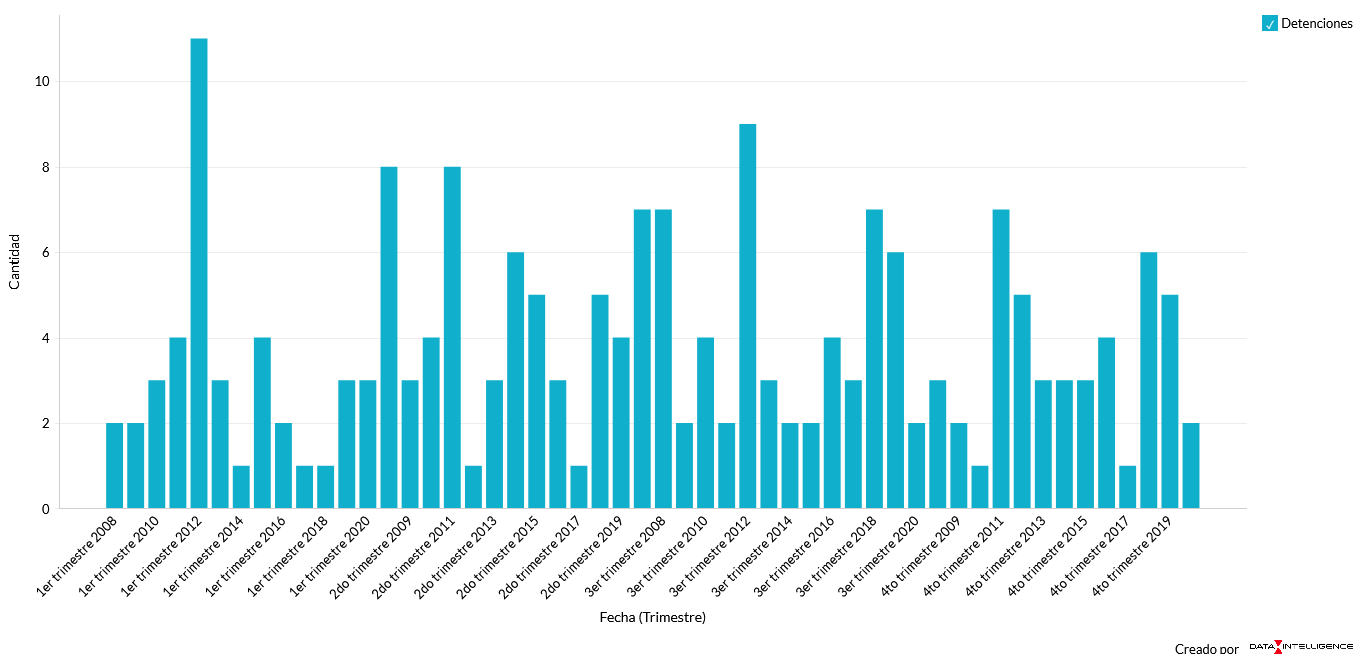 Detenciones
10
8
6
4
2
0
Cantidad
1er trimestre 2008
1er trimestre 2010
1er trimestre 2012
1er trimestre 2014
1er trimestre 2016
1er trimestre 2018
1er trimestre 2020
2do trimestre 2009
2do trimestre 2011
2do trimestre 2013
2do trimestre 2015
2do trimestre 2017
2do trimestre 2019
3er trimestre 2008
3er trimestre 2010
3er trimestre 2012
3er trimestre 2014
3er trimestre 2016
3er trimestre 2018
3er trimestre 2020
4to trimestre 2009
4to trimestre 2011
4to trimestre 2013
4to trimestre 2015
4to trimestre 2017
4to trimestre 2019
Fecha (Trimestre)
Creado por DATA INTELLIGENCE